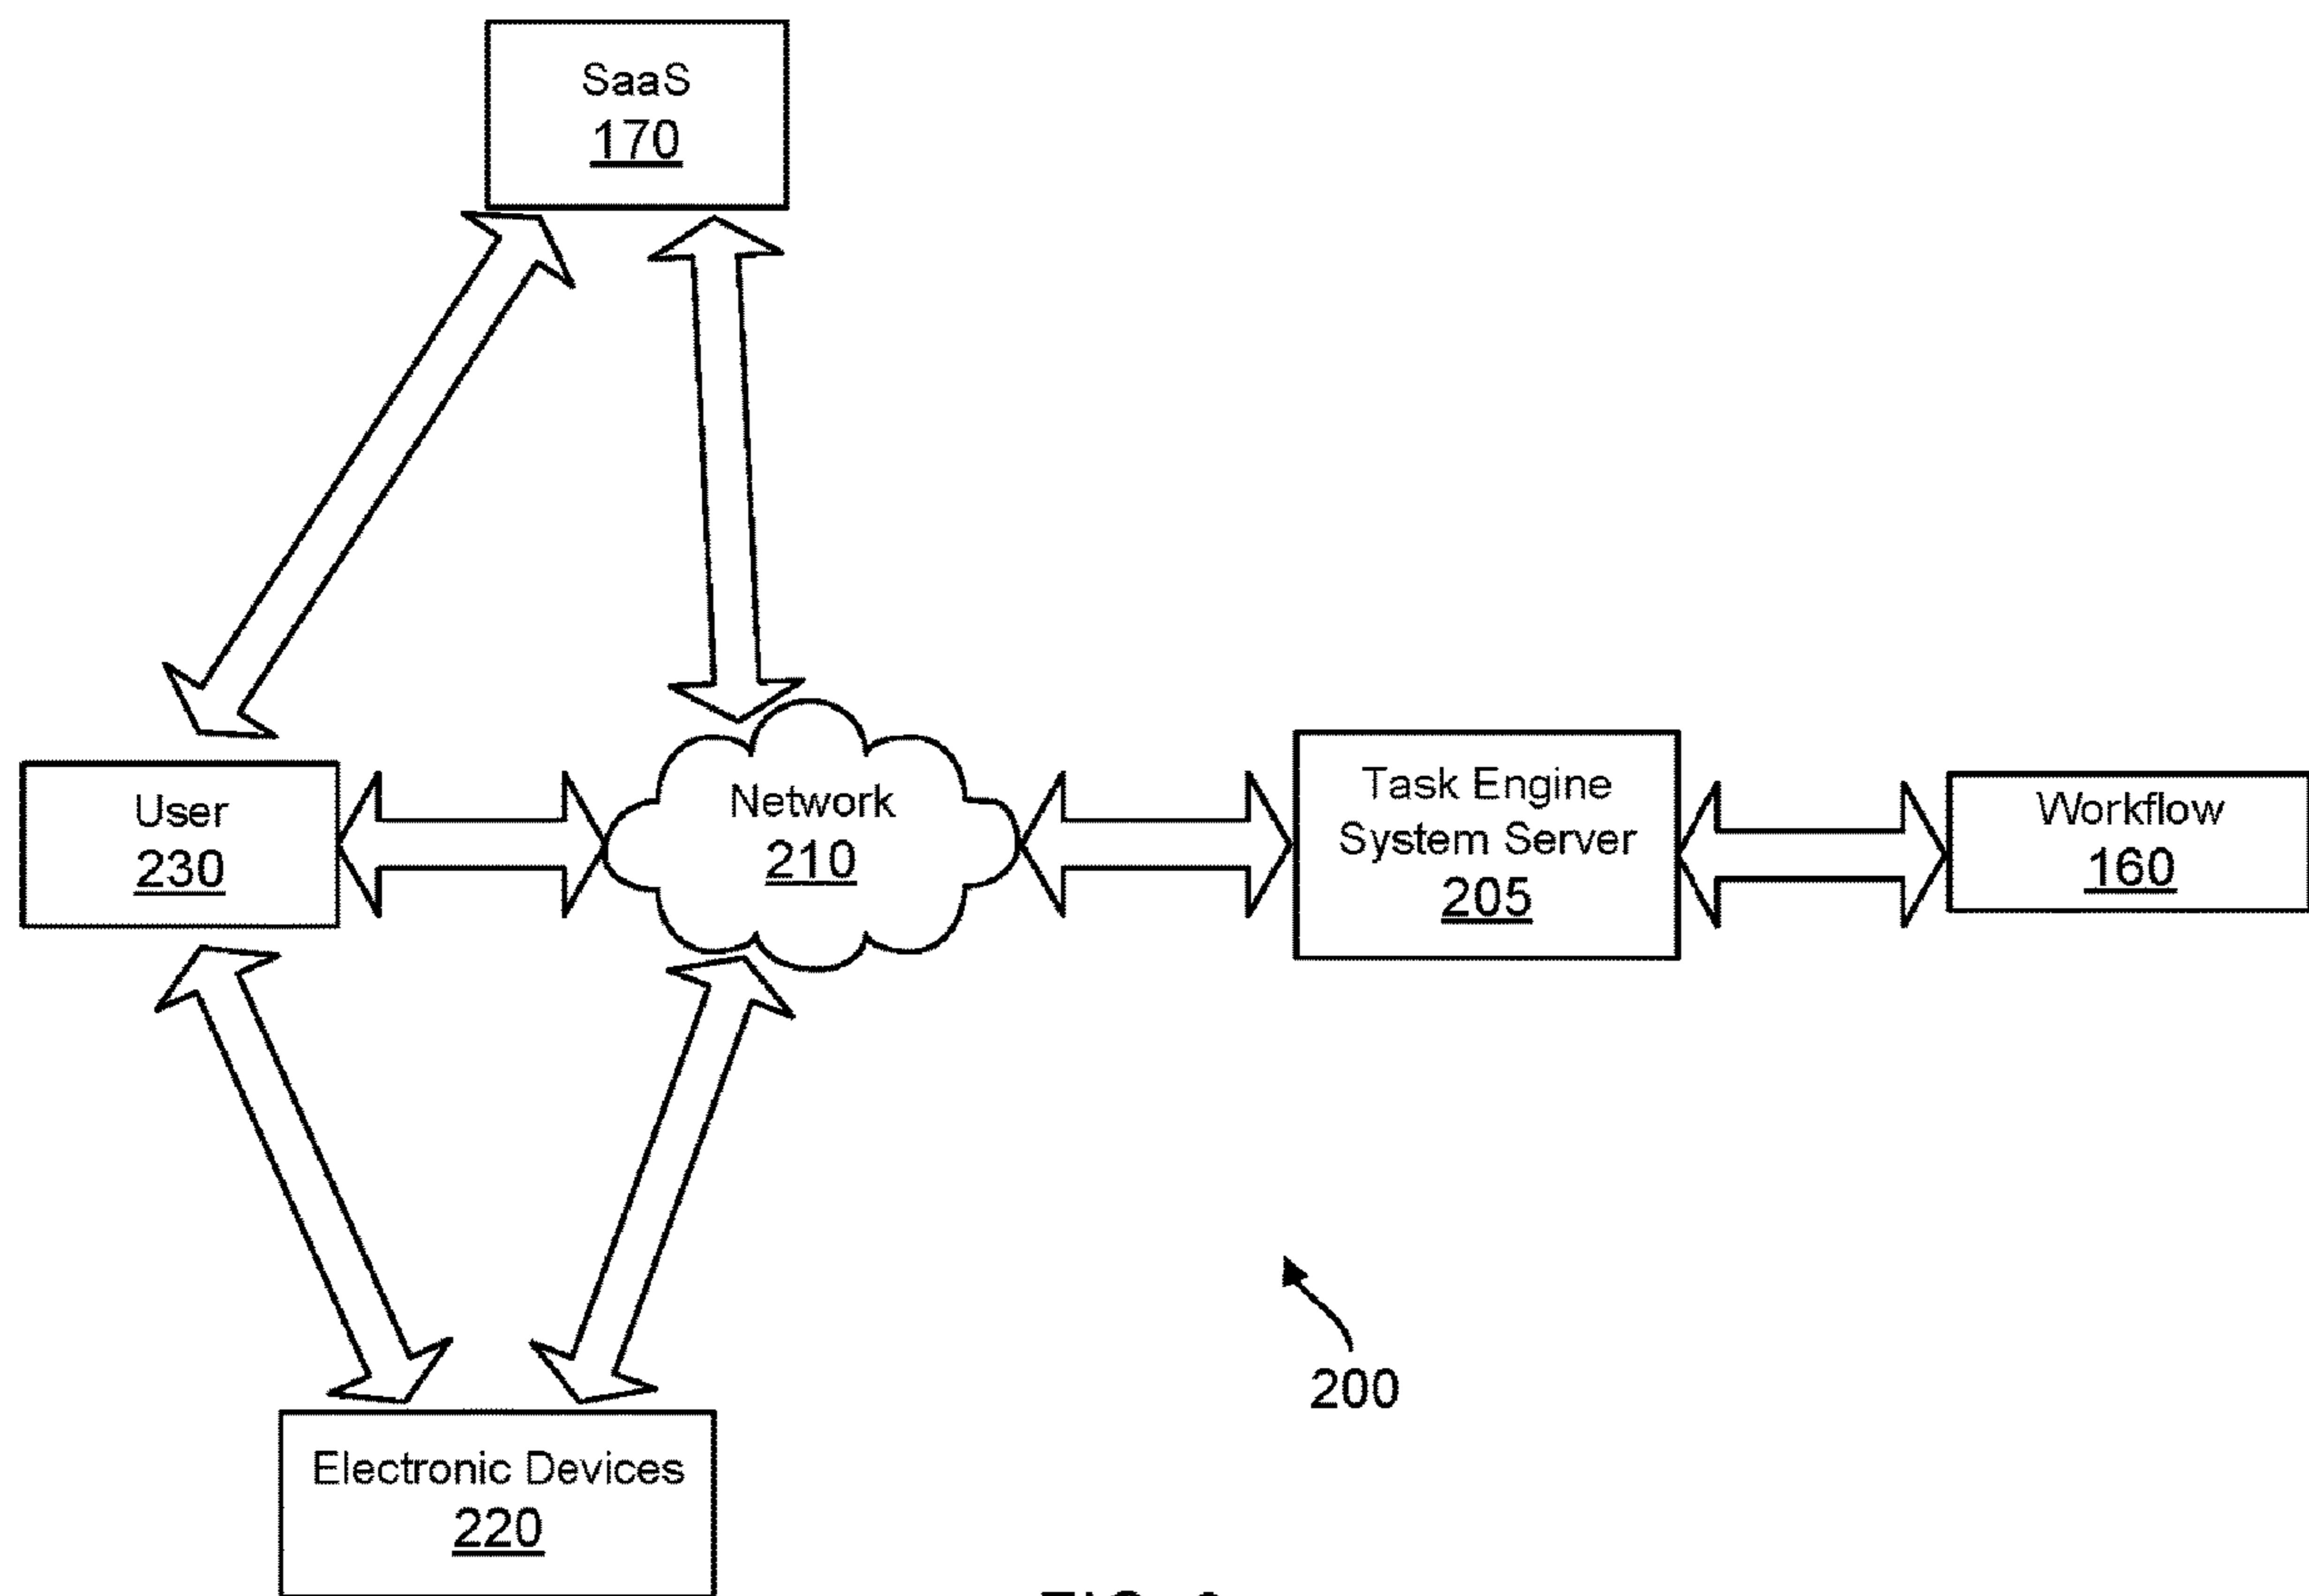 SaaS
170
User
230
Network
210
Task Engine
System Server
205
Workflow
160
200
Electronic Devices
220